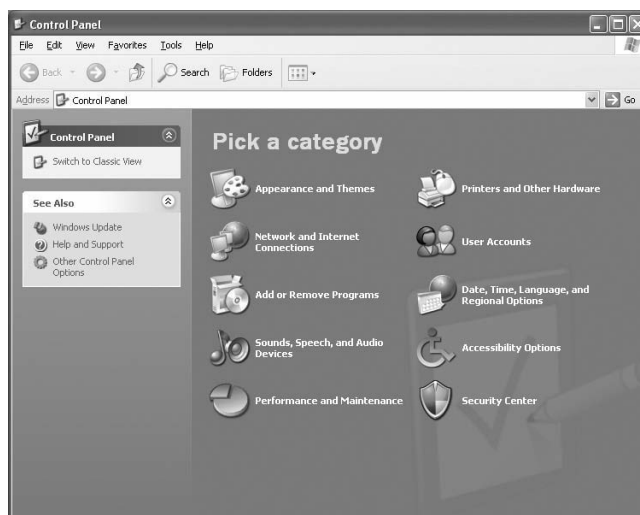 Control Panel
File Edit View Favorites Tools Help
Back Search Folders
Address Control Panel Go
Control Panel
Switch to Classic View
See Also
Windows Update
Help and Support
Other Control Panel
Options
Pick a category
Appearance and Themes
Printers and Other Hardware
Network and Internet
Connections
User Accounts
Add or Remove Programs
Date, Time, Language, and
Regional Options
Sounds, Speech, and Audio
Devices
Accessibility Options
Performance and Maintenance
Security Center